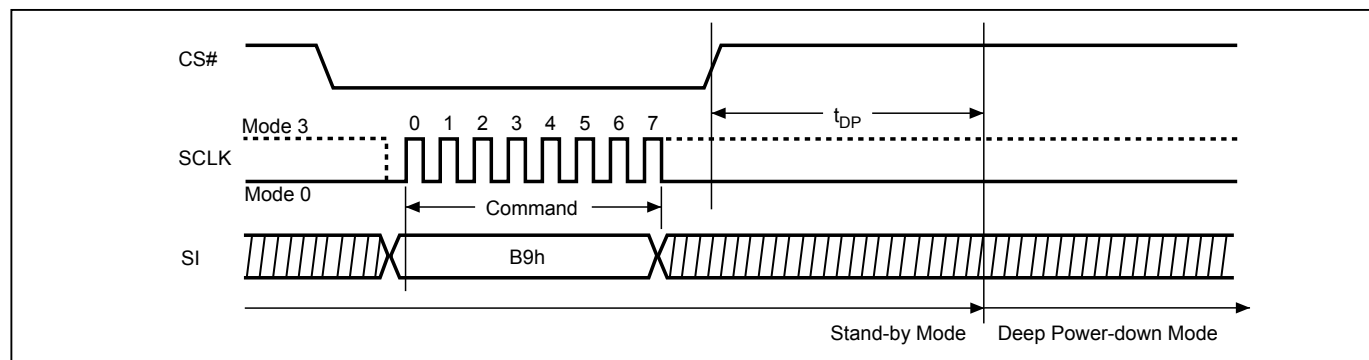 CS#
t_DP
Mode 3
0 1 2 3 4 5 6 7
SCLK
Mode 0
Command
SI
B9h
Stand-by Mode
Deep Power-down Mode